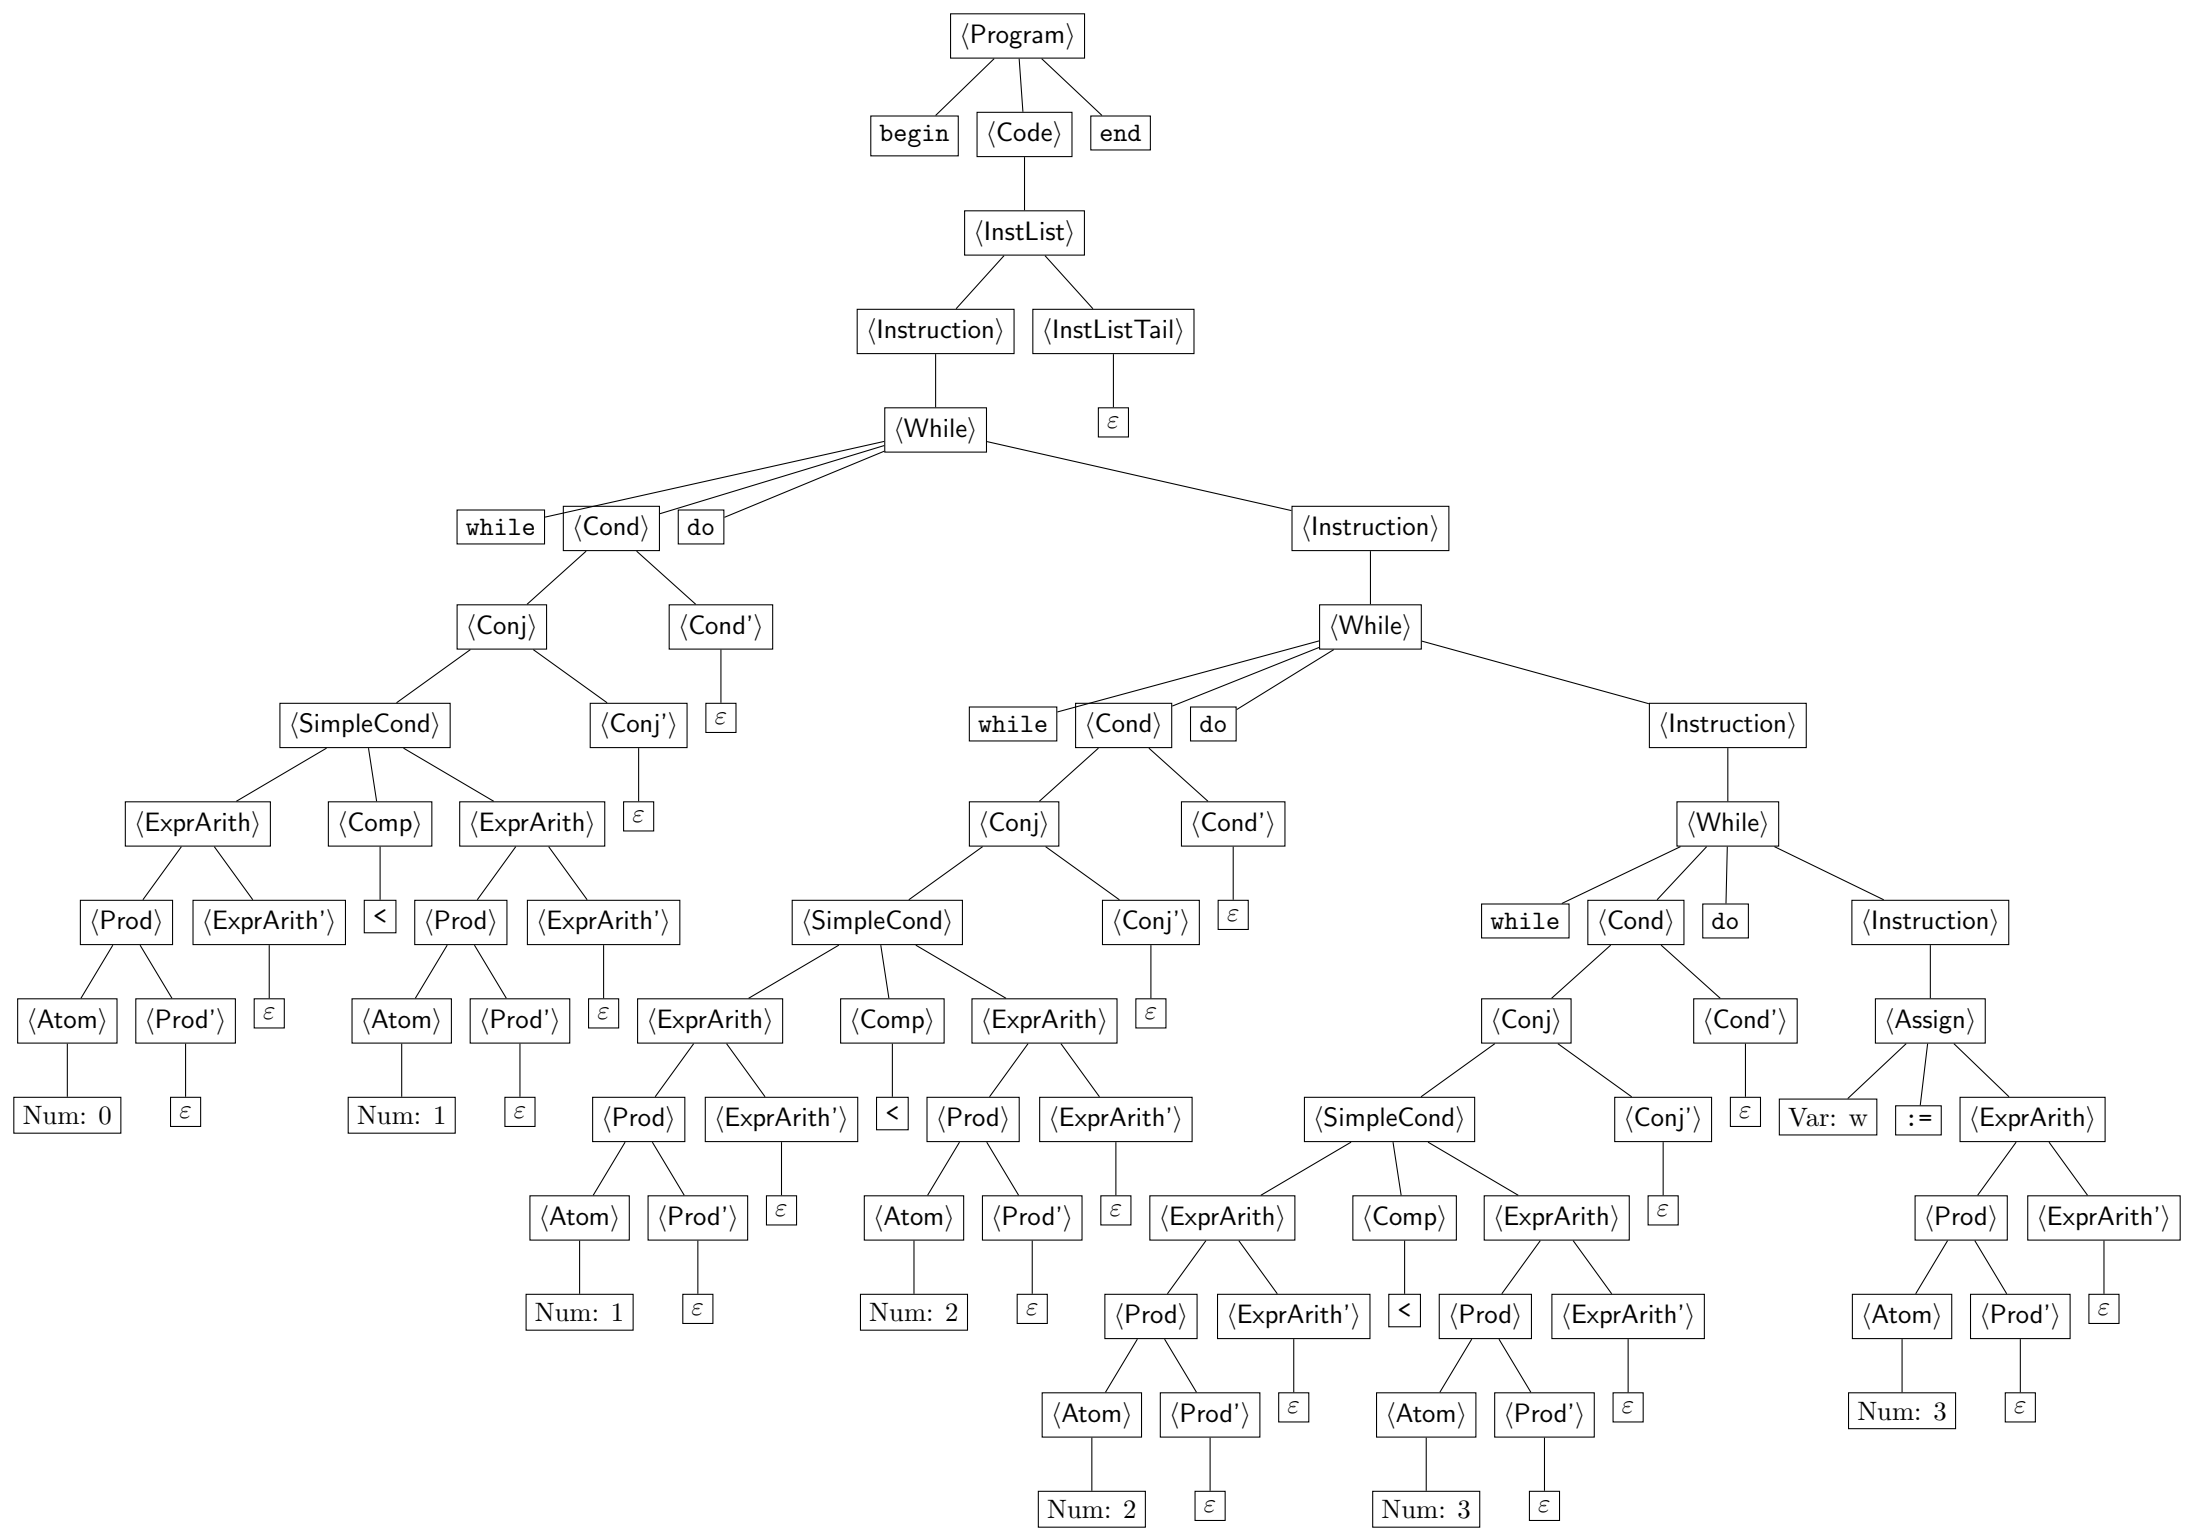 ⟨Program⟩
begin ⟨Code⟩ end
⟨InstList⟩
⟨Instruction⟩ ⟨InstListTail⟩
⟨While⟩ ε
while ⟨Cond⟩ do ⟨Instruction⟩
⟨Conj⟩ ⟨Cond'⟩ ⟨While⟩
⟨SimpleCond⟩ ⟨Conj'⟩ ε while ⟨Cond⟩ do ⟨Instruction⟩
⟨ExprArith⟩ ⟨Comp⟩ ⟨ExprArith⟩ ε ⟨Conj⟩ ⟨Cond'⟩ ⟨While⟩
⟨Prod⟩ ⟨ExprArith'⟩ < ⟨Prod⟩ ⟨ExprArith'⟩ ⟨SimpleCond⟩ ⟨Conj'⟩ ε while ⟨Cond⟩ do ⟨Instruction⟩
⟨Atom⟩ ⟨Prod'⟩ ε ⟨Atom⟩ ⟨Prod'⟩ ε ⟨ExprArith⟩ ⟨Comp⟩ ⟨ExprArith⟩ ε ⟨Conj⟩ ⟨Cond'⟩ ⟨Assign⟩
Num: 0 ε Num: 1 ε ⟨Prod⟩ ⟨ExprArith'⟩ < ⟨Prod⟩ ⟨ExprArith'⟩ ⟨SimpleCond⟩ ⟨Conj'⟩ ε Var: w := ⟨ExprArith⟩
⟨Atom⟩ ⟨Prod'⟩ ε ⟨Atom⟩ ⟨Prod'⟩ ε ⟨ExprArith⟩ ⟨Comp⟩ ⟨ExprArith⟩ ε ⟨Prod⟩ ⟨ExprArith'⟩
Num: 1 ε Num: 2 ε ⟨Prod⟩ ⟨ExprArith'⟩ < ⟨Prod⟩ ⟨ExprArith'⟩ ⟨Atom⟩ ⟨Prod'⟩ ε
⟨Atom⟩ ⟨Prod'⟩ ε ⟨Atom⟩ ⟨Prod'⟩ ε Num: 3 ε
Num: 2 ε Num: 3 ε